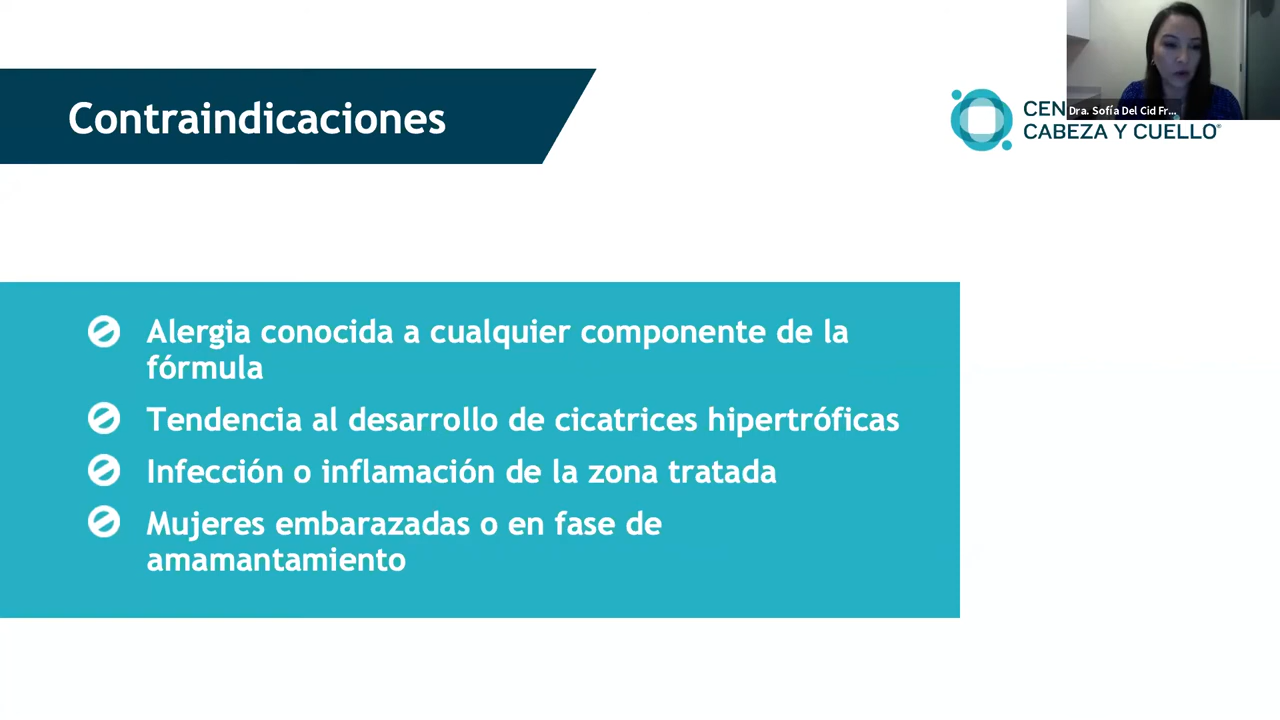 Contraindicaciones
CEN
Dra. Sofía Del Cid Fr...
CABEZA Y CUELLO®
Alergia conocida a cualquier componente de la
fórmula
Tendencia al desarrollo de cicatrices hipertróficas
Infección o inflamación de la zona tratada
Mujeres embarazadas o en fase de
amamantamiento